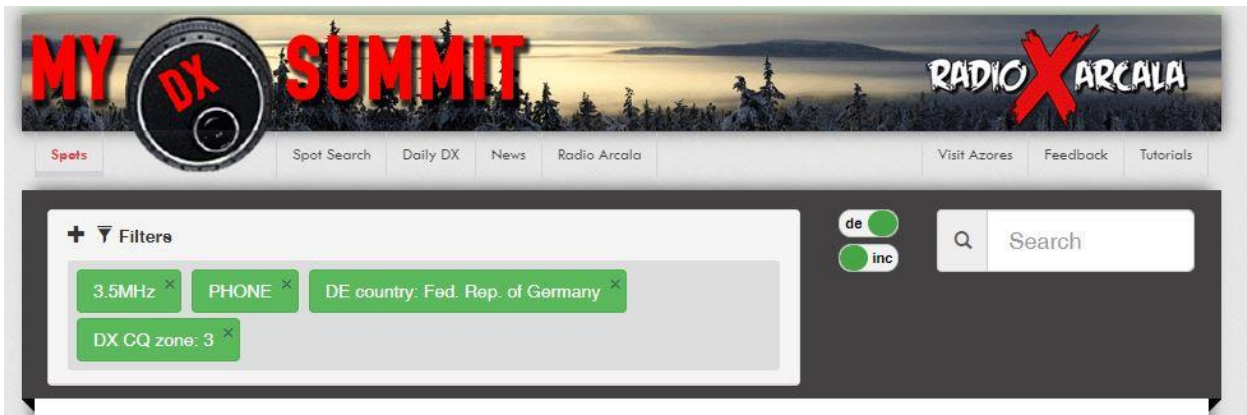 MY DX SUMMIT
RADIO X ARCALA
Spots Spot Search Daily DX News Radio Arcala Visit Azores Feedback Tutorials
Filters
de
inc
Search
3.5MHz × PHONE × DE country: Fed. Rep. of Germany ×
DX CQ zone: 3 ×